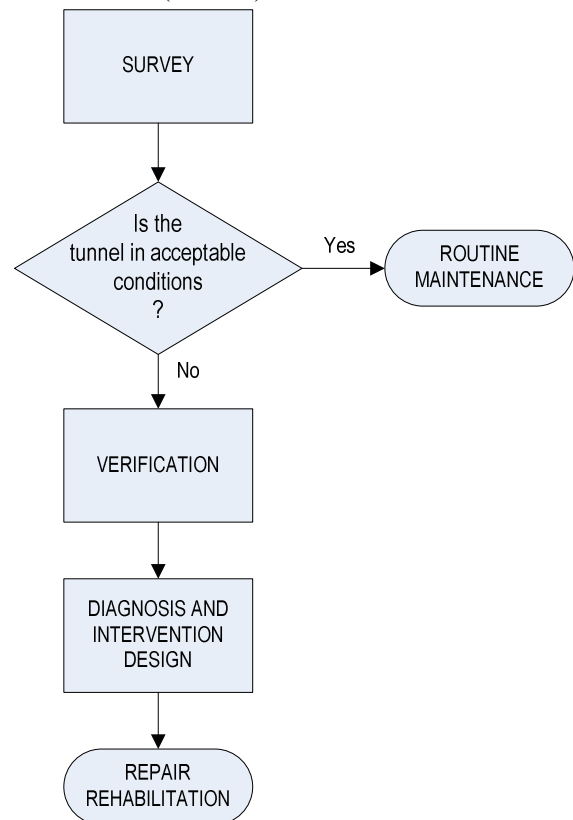 SURVEY
Is the
tunnel in acceptable
conditions
?
Yes
ROUTINE
MAINTENANCE
No
VERIFICATION
DIAGNOSIS AND
INTERVENTION
DESIGN
REPAIR
REHABILITATION